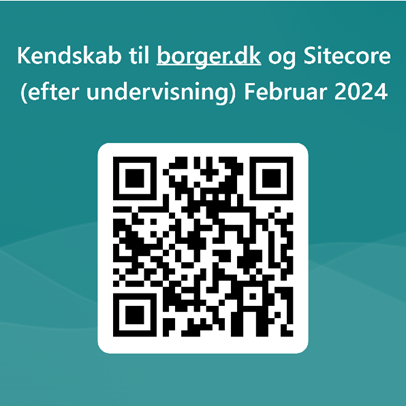 Kendskab til borger.dk og Sitecore
(efter undervisning) Februar 2024